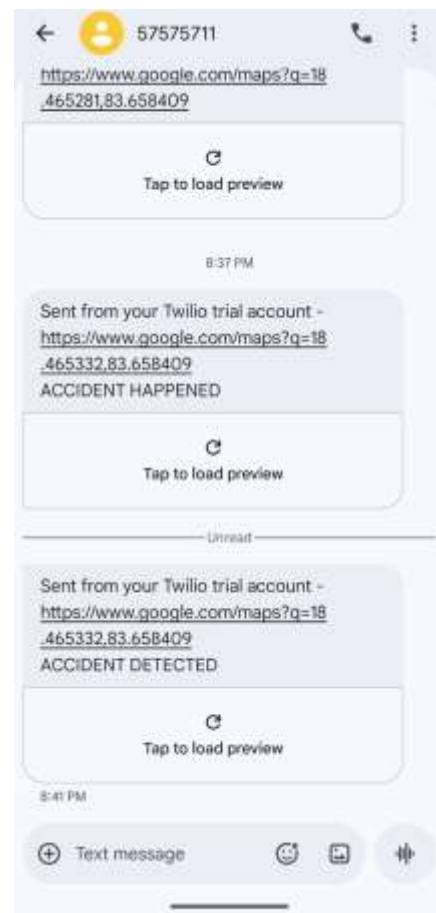 57575711
https://www.google.com/maps?q=18
.465281,83.658409
Tap to load preview
8:37 PM
Sent from your Twilio trial account -
https://www.google.com/maps?q=18
.465332,83.658409
ACCIDENT HAPPENED
Tap to load preview
Unread
Sent from your Twilio trial account -
https://www.google.com/maps?q=18
.465332,83.658409
ACCIDENT DETECTED
Tap to load preview
8:41 PM
Text message